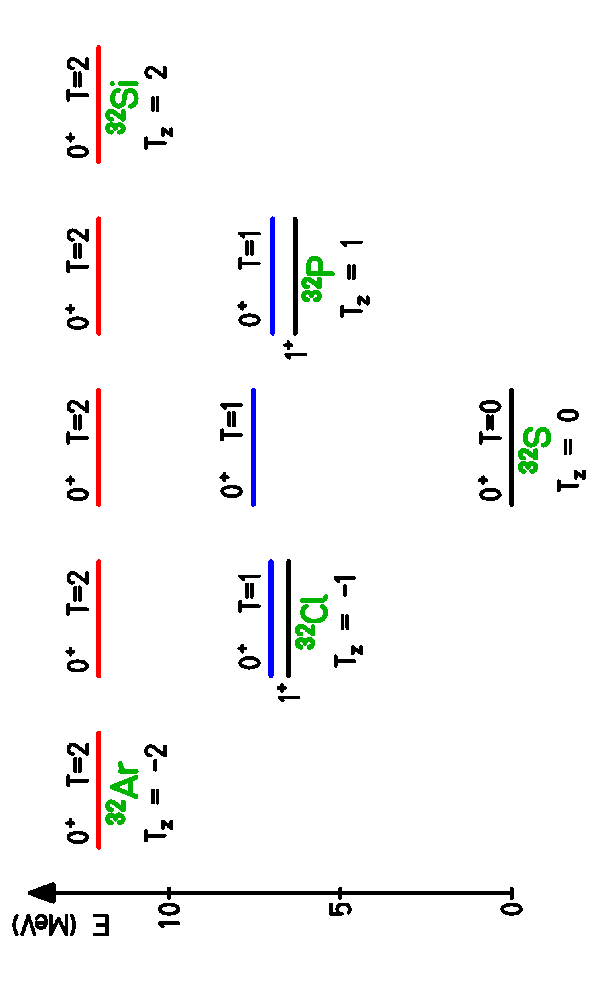 E (MeV)
10
5
0
0⁺ T=2
³²Ar
T_z = -2
0⁺ T=2
0⁺ T=1
1⁺
³²Cl
T_z = -1
0⁺ T=2
0⁺ T=1
0⁺ T=0
³²S
T_z = 0
0⁺ T=2
0⁺ T=1
1⁺
³²P
T_z = 1
0⁺ T=2
³²Si
T_z = 2